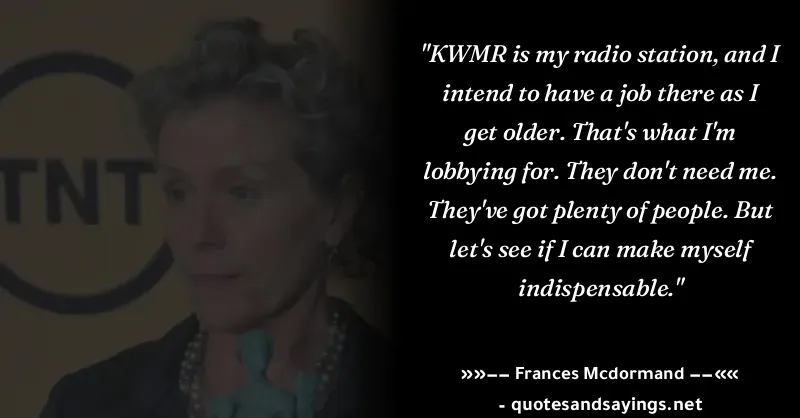 TNT
"KWMR is my radio station, and I
intend to have a job there as I
get older. That's what I'm
lobbying for. They don't need me.
They've got plenty of people. But
let's see if I can make myself
indispensable."
»»−− Frances Mcdormand −−««
- quotesandsayings.net